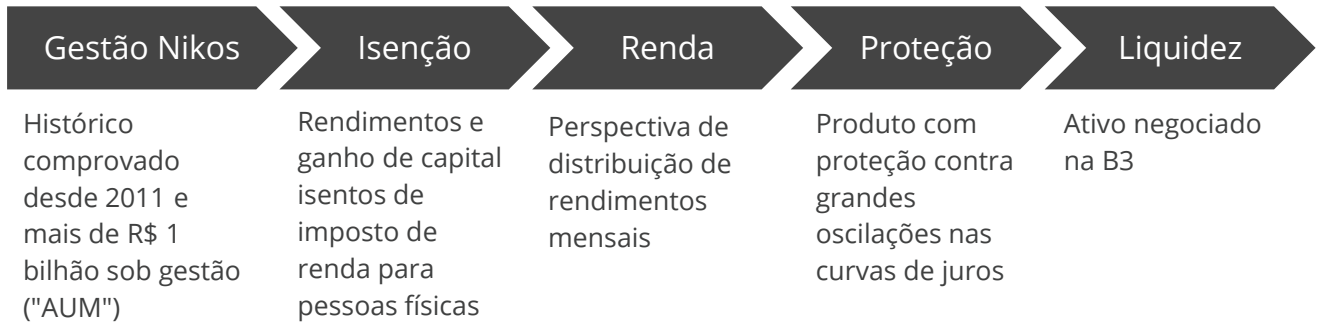 Gestão Nikos
Histórico
comprovado
desde 2011 e
mais de R$ 1
bilhão sob gestão
("AUM")
Isenção
Rendimentos e
ganho de capital
isentos de
imposto de
renda para
pessoas físicas
Renda
Perspectiva de
distribuição de
rendimentos
mensais
Proteção
Produto com
proteção contra
grandes
oscilações nas
curvas de juros
Liquidez
Ativo negociado
na B3